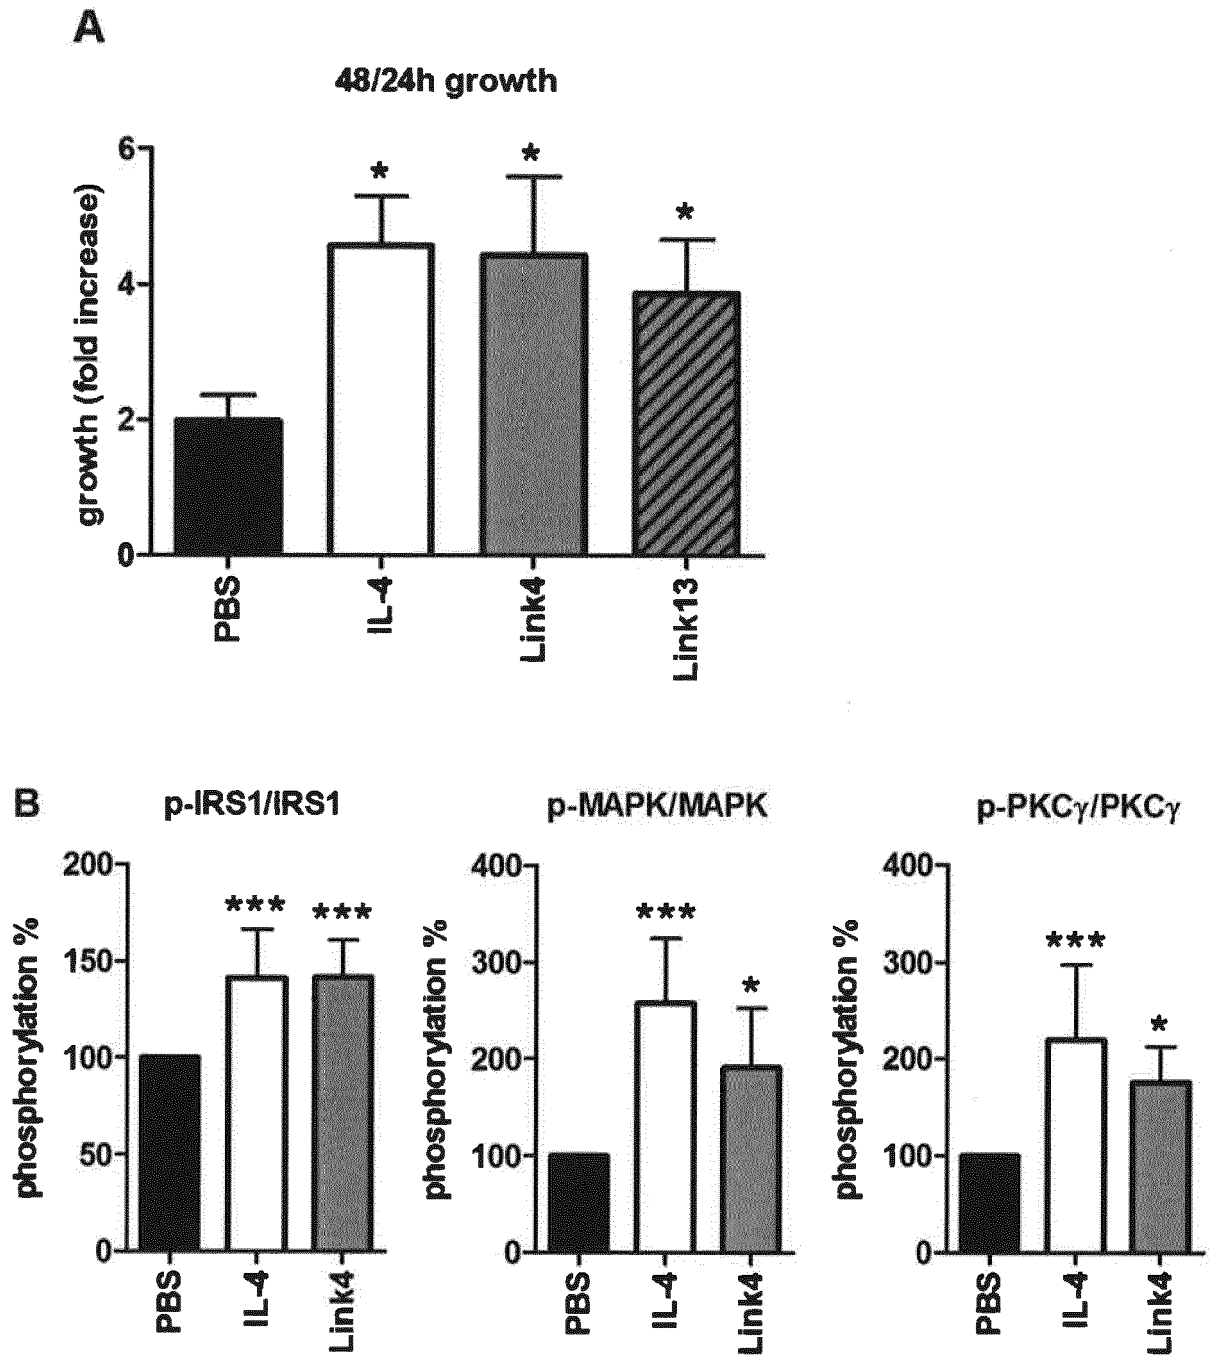 A
48/24h growth
growth (fold increase)
6
4
2
0
*
*
*
PBS
IL-4
Link4
Link13
B
p-IRS1/IRS1
phosphorylation %
200
150
100
50
0
***
***
PBS
IL-4
Link4
p-MAPK/MAPK
phosphorylation %
400
300
200
100
0
***
*
PBS
IL-4
Link4
p-PKCγ/PKCγ
phosphorylation %
400
300
200
100
0
***
*
PBS
IL-4
Link4